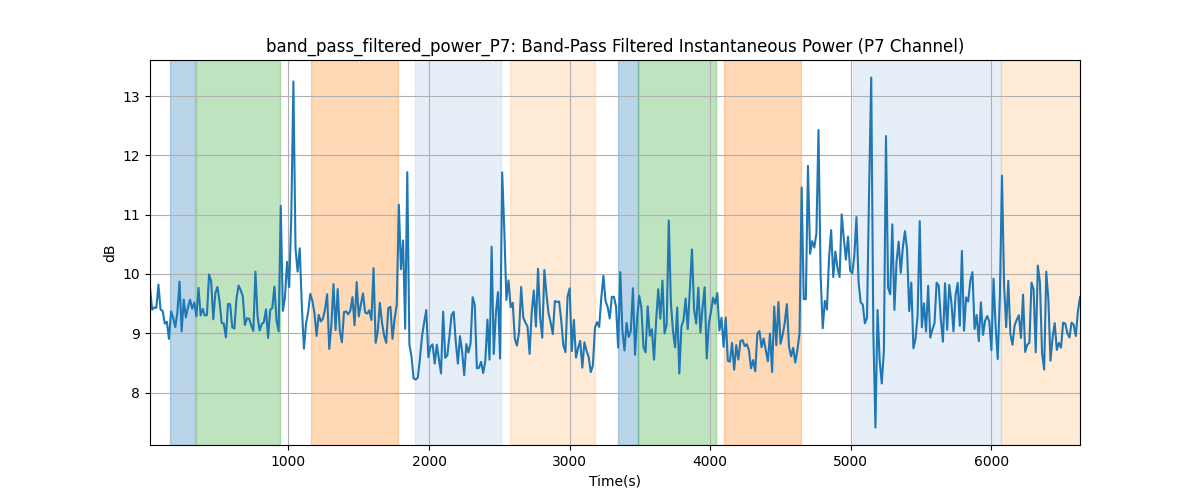 band_pass_filtered_power_P7: Band-Pass Filtered Instantaneous Power (P7 Channel)
13
12
11
10
9
8
dB
1000 2000 3000 4000 5000 6000
Time(s)